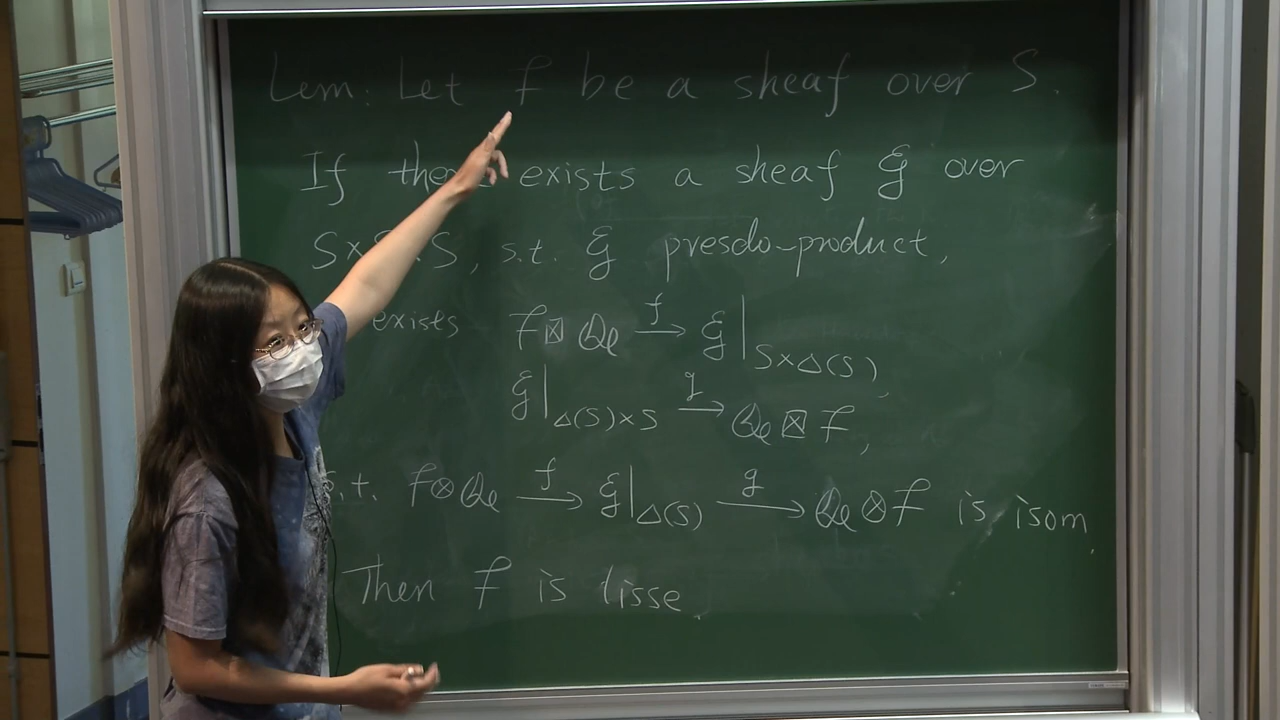 Lem: Let F be a sheaf over S.
If there exists a sheaf G over
S×S×S, s.t. G presdo-product,
exists F⊠Qℓ →f G|S×Δ(S),
G|Δ(S)×S →g Qℓ⊠F,
s.t. F⊗Qℓ →f G|Δ(S) →g Qℓ⊗F is isom.
Then F is lisse.